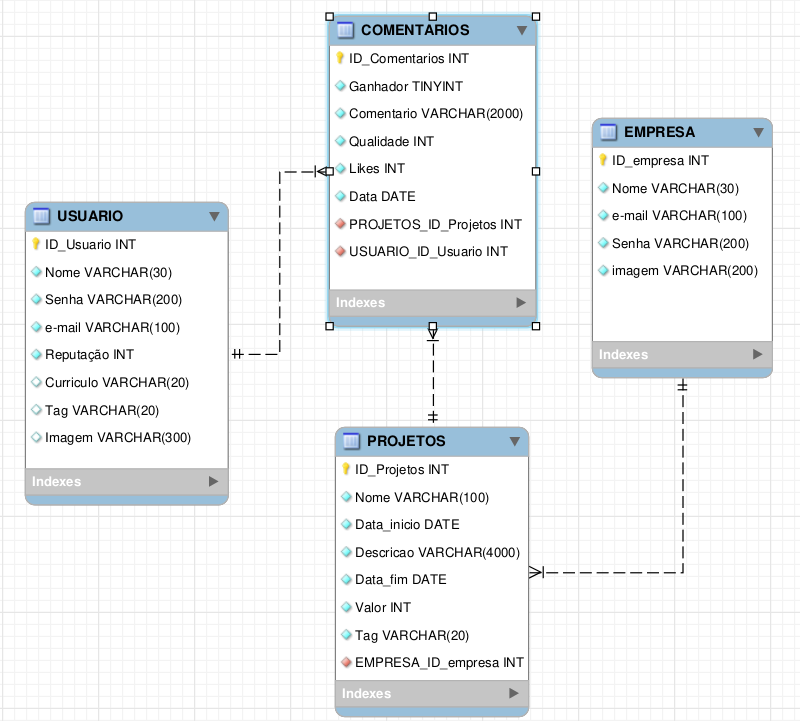 COMENTARIOS
ID_Comentarios INT
Ganhador TINYINT
Comentario VARCHAR(2000)
Qualidade INT
Likes INT
Data DATE
PROJETOS_ID_Projetos INT
USUARIO_ID_Usuario INT
Indexes
EMPRESA
ID_empresa INT
Nome VARCHAR(30)
e-mail VARCHAR(100)
Senha VARCHAR(200)
imagem VARCHAR(200)
Indexes
USUARIO
ID_Usuario INT
Nome VARCHAR(30)
Senha VARCHAR(200)
e-mail VARCHAR(100)
Reputação INT
Curriculo VARCHAR(20)
Tag VARCHAR(20)
Imagem VARCHAR(300)
Indexes
PROJETOS
ID_Projetos INT
Nome VARCHAR(100)
Data_inicio DATE
Descricao VARCHAR(4000)
Data_fim DATE
Valor INT
Tag VARCHAR(20)
EMPRESA_ID_empresa INT
Indexes